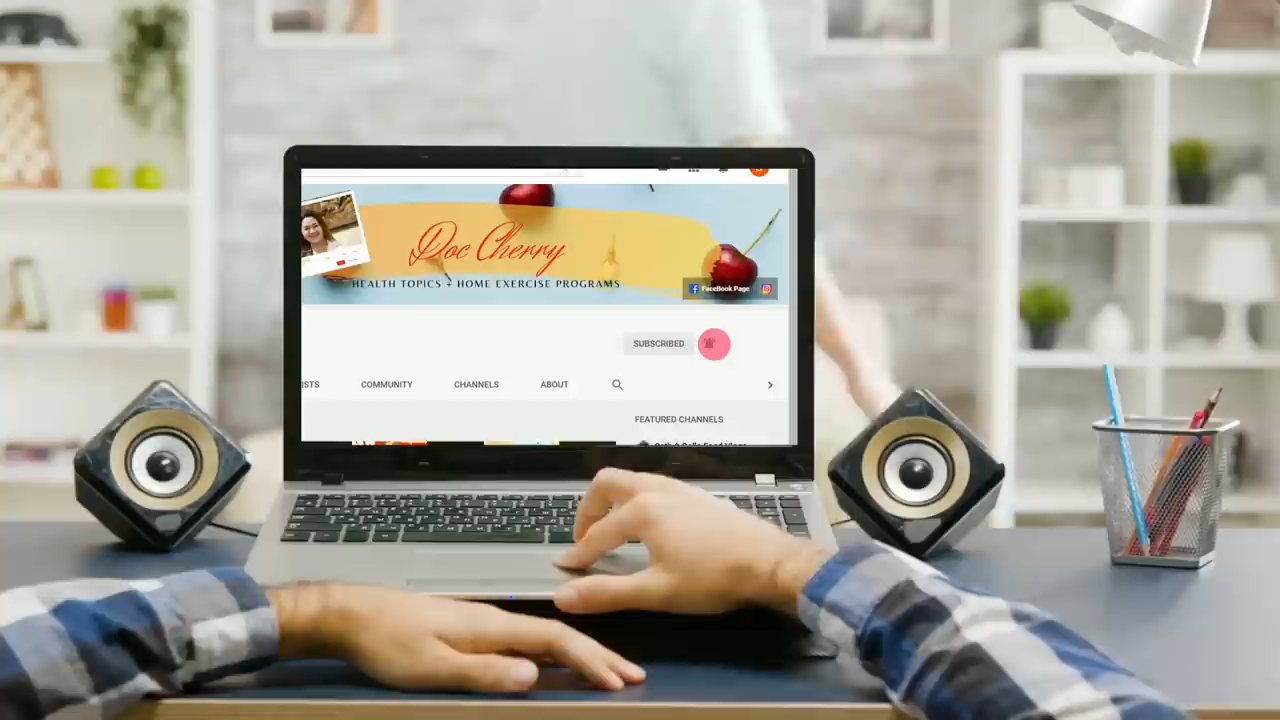 Doc Cherry
HEALTH TOPICS + HOME EXERCISE PROGRAMS
FaceBook Page
SUBSCRIBED
ISTS COMMUNITY CHANNELS ABOUT
FEATURED CHANNELS